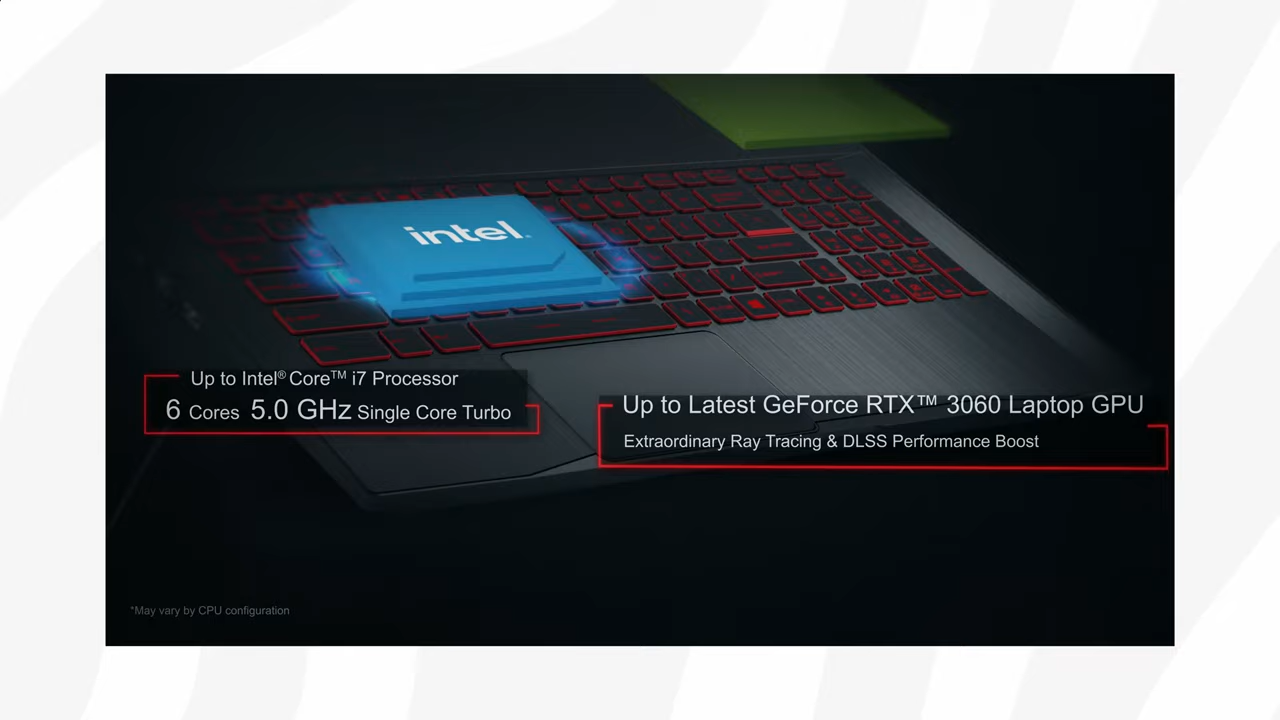 intel.
Up to Intel® Core™ i7 Processor
6 Cores 5.0 GHz Single Core Turbo
Up to Latest GeForce RTX™ 3060 Laptop GPU
Extraordinary Ray Tracing & DLSS Performance Boost
*May vary by CPU configuration